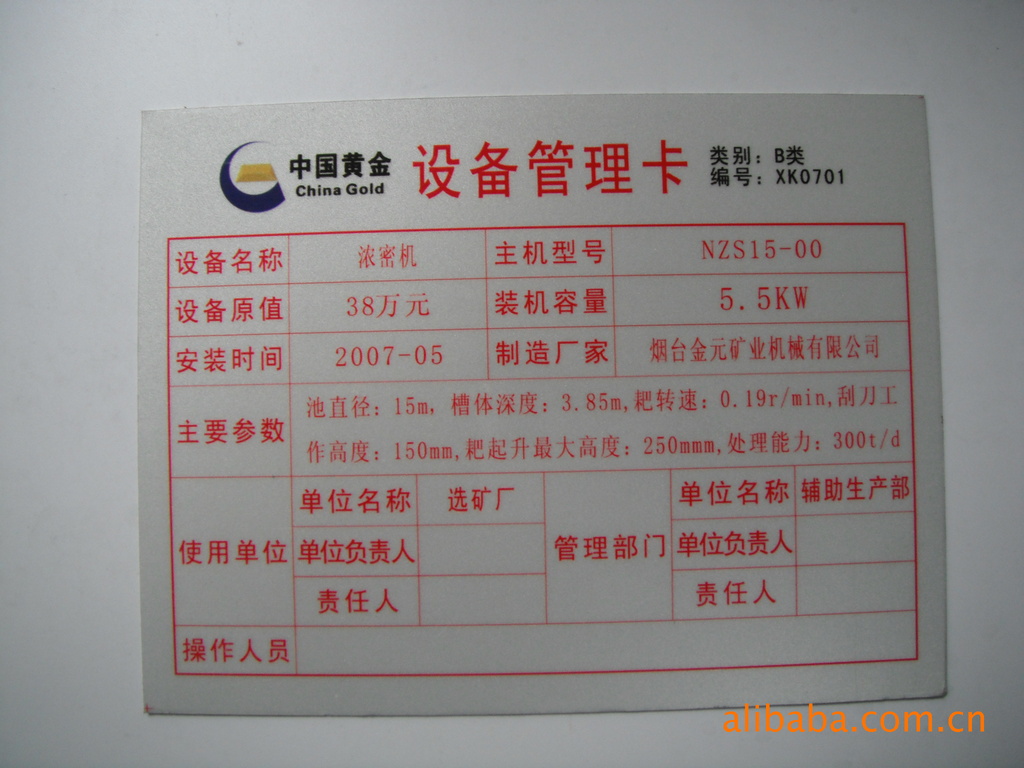 中国黄金
China Gold
设备管理卡
类别：B类
编号：XK0701
设备名称 浓密机 主机型号 NZS15-00
设备原值 38万元 装机容量 5.5KW
安装时间 2007-05 制造厂家 烟台金元矿业机械有限公司
主要参数
池直径：15m，槽体深度：3.85m,耙转速：0.19r/min,刮刀工
作高度：150mm,耙起升最大高度：250mmm,处理能力：300t/d
使用单位
单位名称 选矿厂
单位负责人
责任人
管理部门
单位名称 辅助生产部
单位负责人
责任人
操作人员
alibaba.com.cn